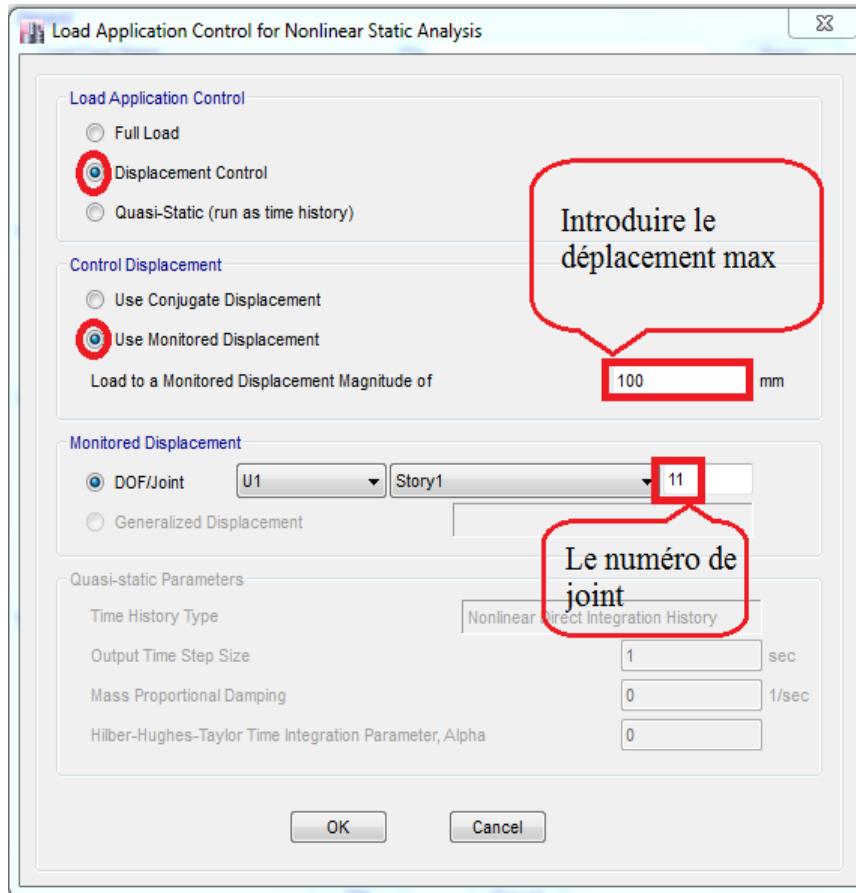 Load Application Control for Nonlinear Static Analysis
Load Application Control
Full Load
Displacement Control
Quasi-Static (run as time history)
Introduire le
déplacement max
Control Displacement
Use Conjugate Displacement
Use Monitored Displacement
Load to a Monitored Displacement Magnitude of
100
mm
Monitored Displacement
DOF/Joint
U1
Story1
11
Generalized Displacement
Le numéro de
joint
Quasi-static Parameters
Time History Type
Nonlinear Direct Integration History
Output Time Step Size
1
sec
Mass Proportional Damping
0
1/sec
Hilber-Hughes-Taylor Time Integration Parameter, Alpha
0
OK
Cancel